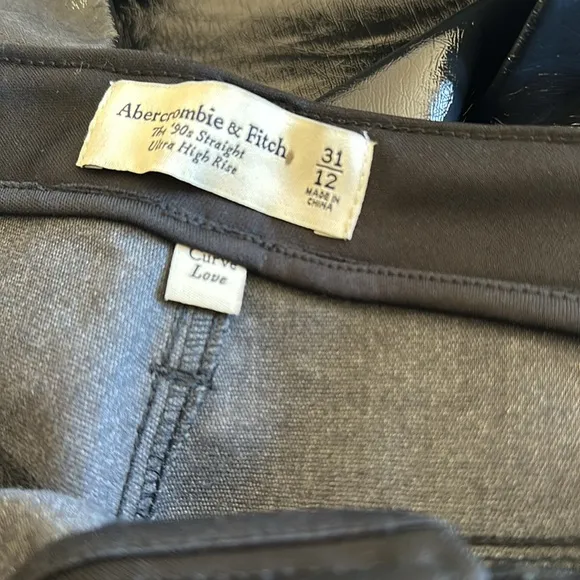 Abercrombie & Fitch
The '90s Straight
Ultra High Rise
31
12
MADE IN
CHINA
Curve
Love